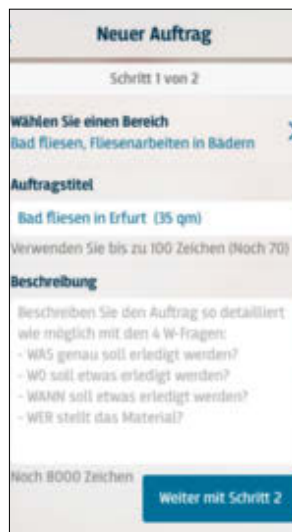 Neuer Auftrag
Schritt 1 von 2
Wählen Sie einen Bereich
Bad fliesen, Fliesenarbeiten in Bädern
Auftragstitel
Bad fliesen in Erfurt (35 qm)
Verwenden Sie bis zu 100 Zeichen (Noch 70)
Beschreibung
Beschreiben Sie den Auftrag so detailliert
wie möglich mit den 4 W-Fragen:
- WAS genau soll erledigt werden?
- WO soll etwas erledigt werden?
- WANN soll etwas erledigt werden?
- WER stellt das Material?
Noch 8000 Zeichen
Weiter mit Schritt 2